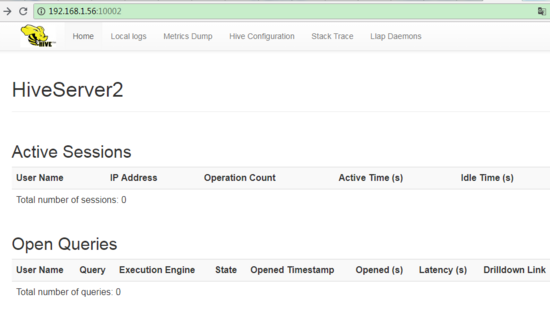 192.168.1.56:10002
HIVE Home Local logs Metrics Dump Hive Configuration Stack Trace Llap Daemons
HiveServer2
Active Sessions
User Name IP Address Operation Count Active Time (s) Idle Time (s)
Total number of sessions: 0
Open Queries
User Name Query Execution Engine State Opened Timestamp Opened (s) Latency (s) Drilldown Link
Total number of queries: 0